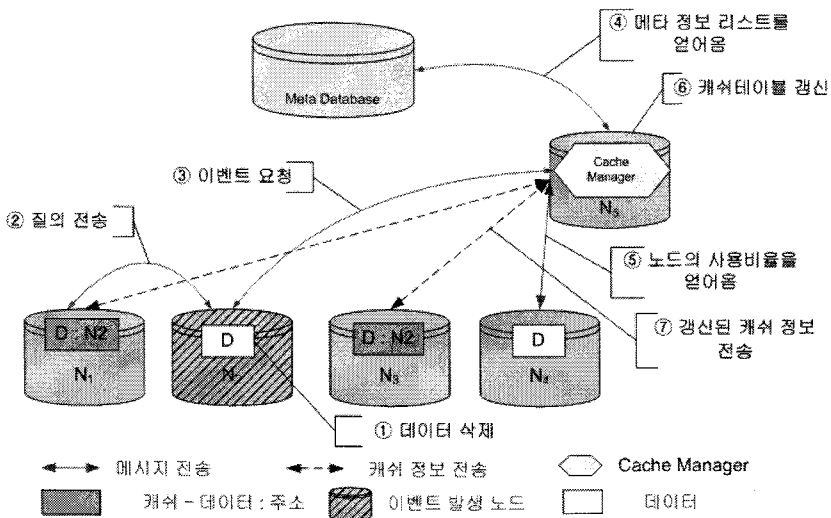 ④ 메타 정보 리스트를
얻어옴
Meta Database
⑥ 캐쉬테이블 갱신
Cache
Manager
N₅
③ 이벤트 요청
② 질의 전송
⑤ 노드의 사용비율을
얻어옴
⑦ 갱신된 캐쉬 정보
전송
D : N2
N₁
D
D : N2
N₃
D
N₄
① 데이터 삭제
메시지 전송
캐쉬 정보 전송
Cache Manager
캐쉬 - 데이터 : 주소
이벤트 발생 노드
데이터